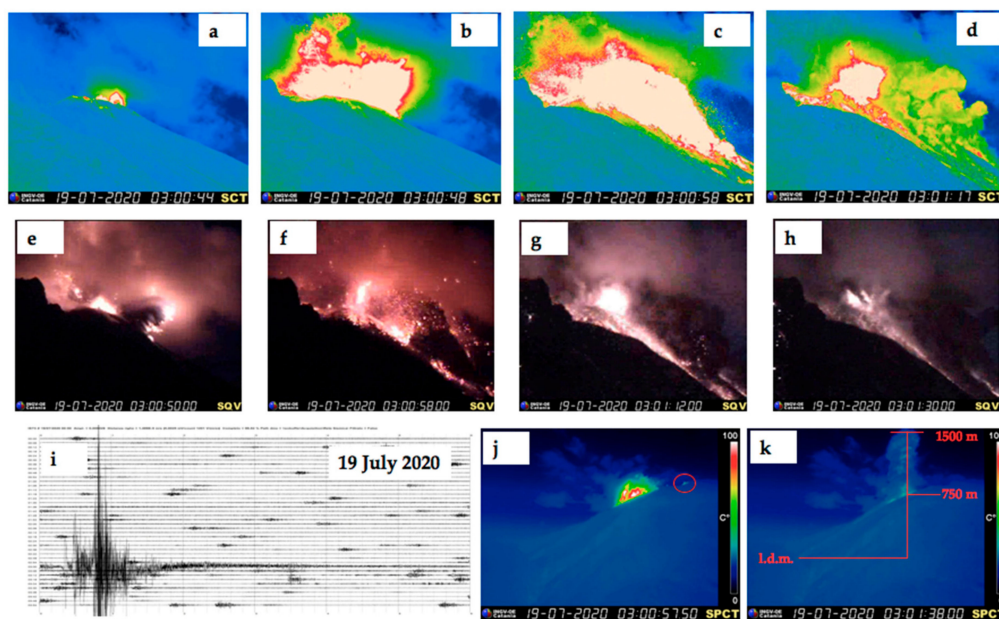 a
INGV-OE
Catania
19-07-2020 03:00:44 SCT
b
INGV-OE
Catania
19-07-2020 03:00:48 SCT
c
INGV-OE
Catania
19-07-2020 03:00:58 SCT
d
INGV-OE
Catania
19-07-2020 03:01:17 SCT
e
INGV-OE
Catania
19-07-2020 03:00:50:00 SQV
f
INGV-OE
Catania
19-07-2020 03:00:58:00 SQV
g
INGV-OE
Catania
19-07-2020 03:01:12:00 SQV
h
INGV-OE
Catania
19-07-2020 03:01:30:00 SQV
i
19 July 2020
j
100
C°
0
INGV-OE
Catania
19-07-2020 03:00:57.50 SPCT
k
1500 m
750 m
l.d.m.
10
C°
INGV-OE
Catania
19-07-2020 03:01:38.00 SPCT